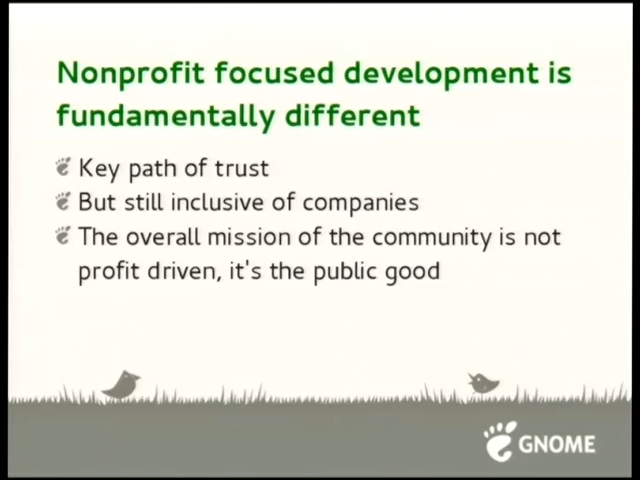 Nonprofit focused development is
fundamentally different
Key path of trust
But still inclusive of companies
The overall mission of the community is not
profit driven, it's the public good
GNOME